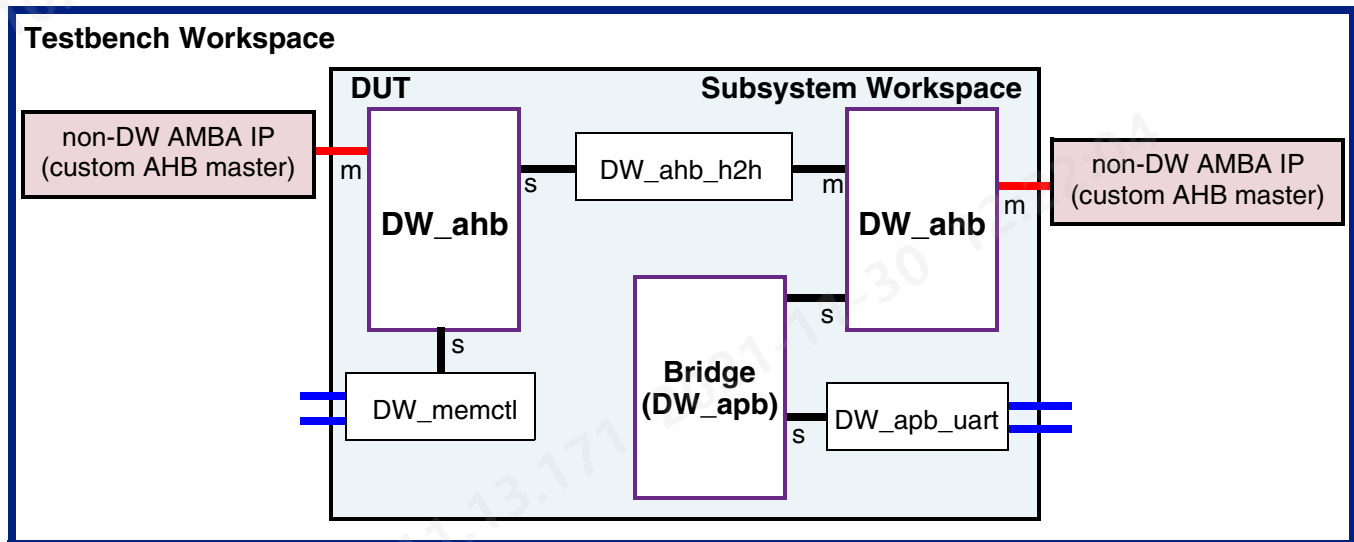 Testbench Workspace
DUT
Subsystem Workspace
non-DW AMBA IP
(custom AHB master)
m
DW_ahb
s
DW_ahb_h2h
m
DW_ahb
m
non-DW AMBA IP
(custom AHB master)
s
DW_memctl
s
Bridge
(DW_apb)
s
DW_apb_uart